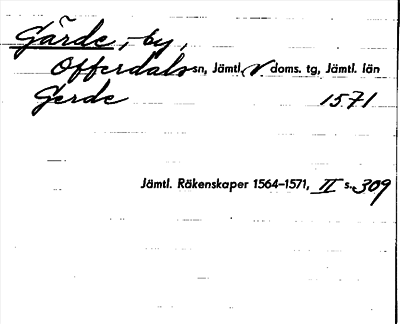 Gärde, -by,
Offerdals sn, Jämtl. V. doms. tg, Jämtl. län
Gerde 1571
Jämtl. Räkenskaper 1564-1571, II s. 309